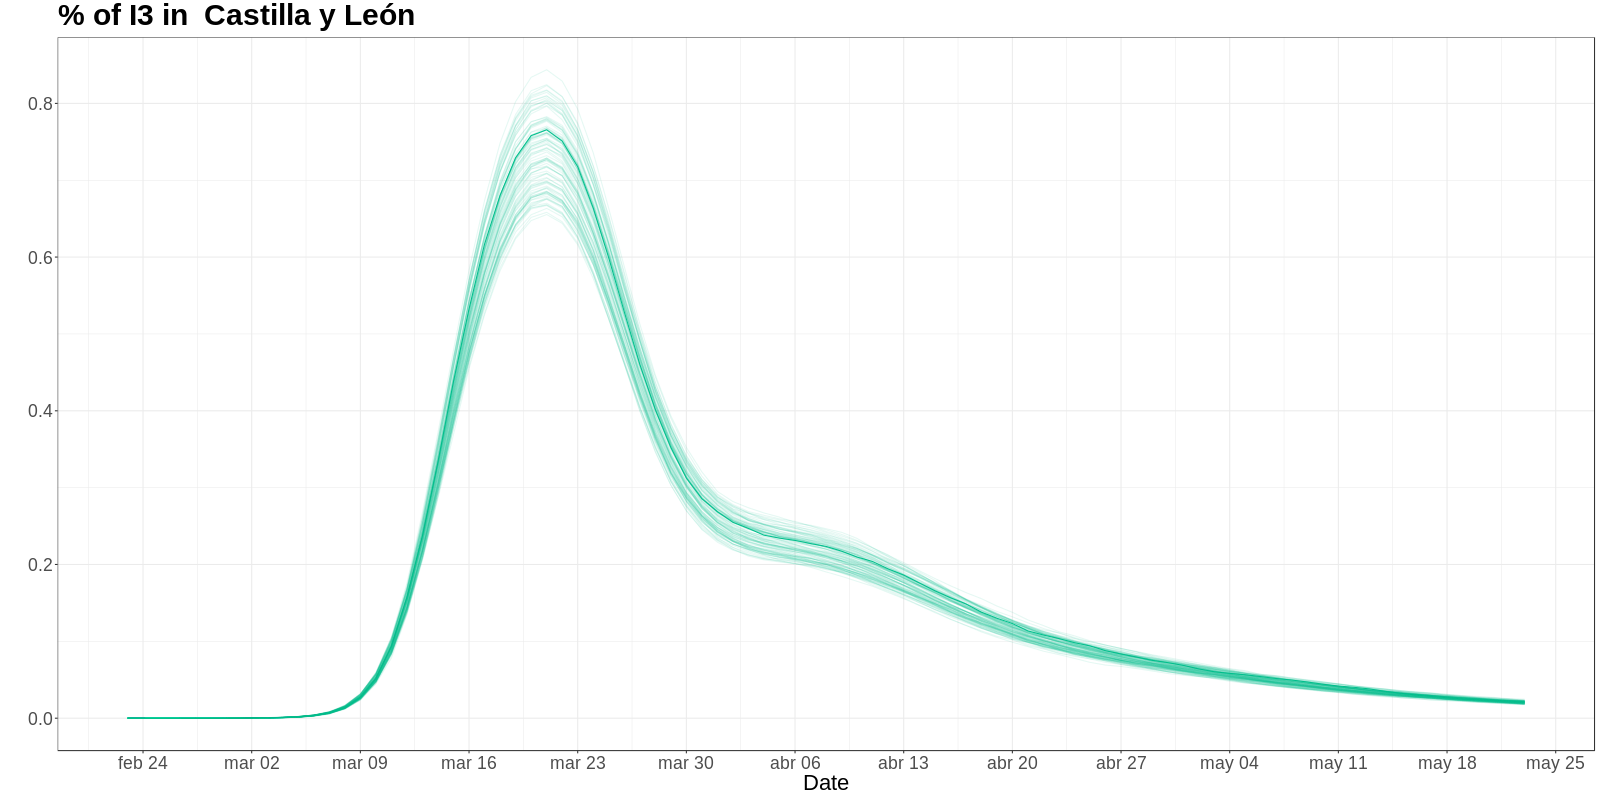 % of I3 in  Castilla y León
0.8
0.6
0.4
0.2
0.0
feb 24 mar 02 mar 09 mar 16 mar 23 mar 30 abr 06 abr 13 abr 20 abr 27 may 04 may 11 may 18 may 25
Date